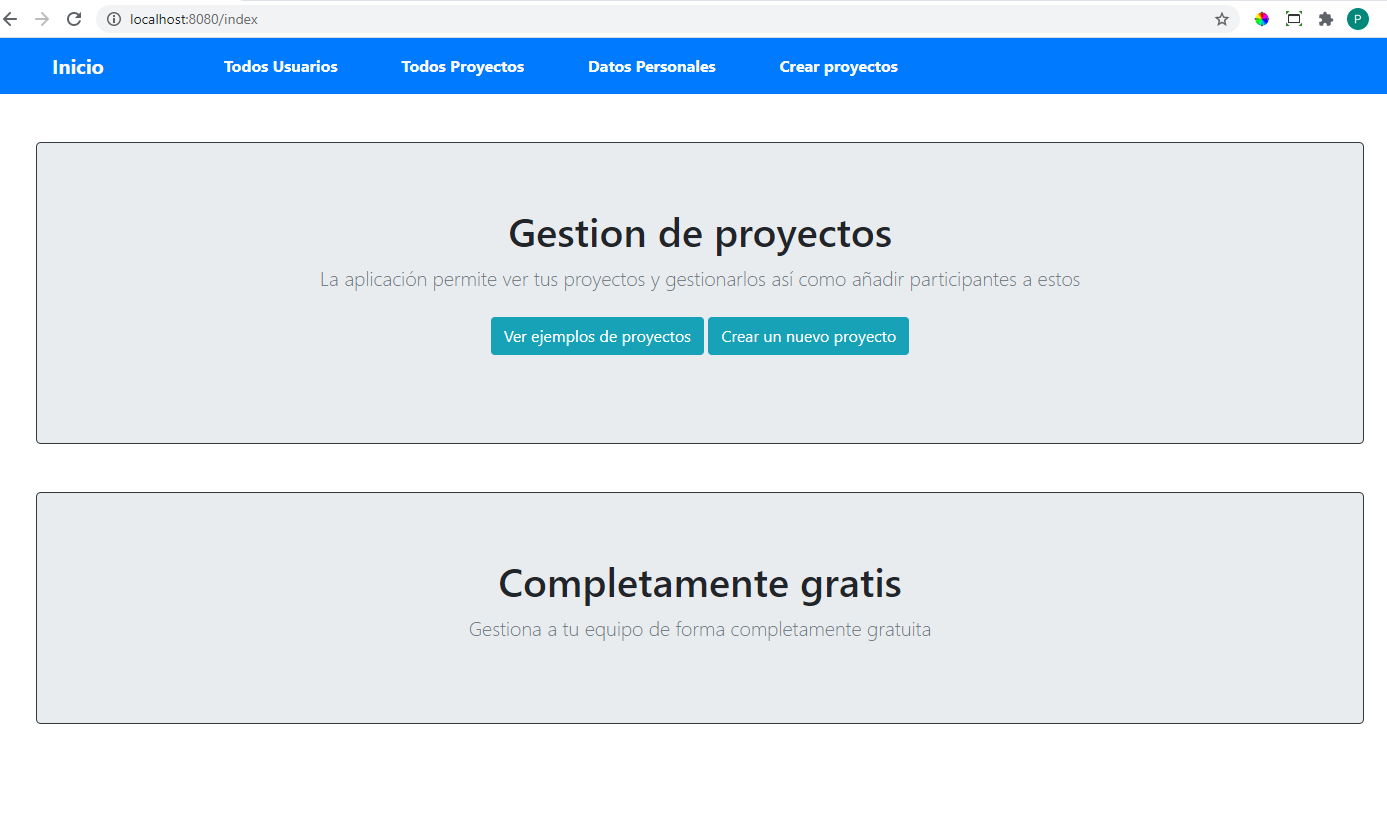 localhost:8080/index
P
Inicio Todos Usuarios Todos Proyectos Datos Personales Crear proyectos
Gestion de proyectos
La aplicación permite ver tus proyectos y gestionarlos así como añadir participantes a estos
Ver ejemplos de proyectos Crear un nuevo proyecto
Completamente gratis
Gestiona a tu equipo de forma completamente gratuita